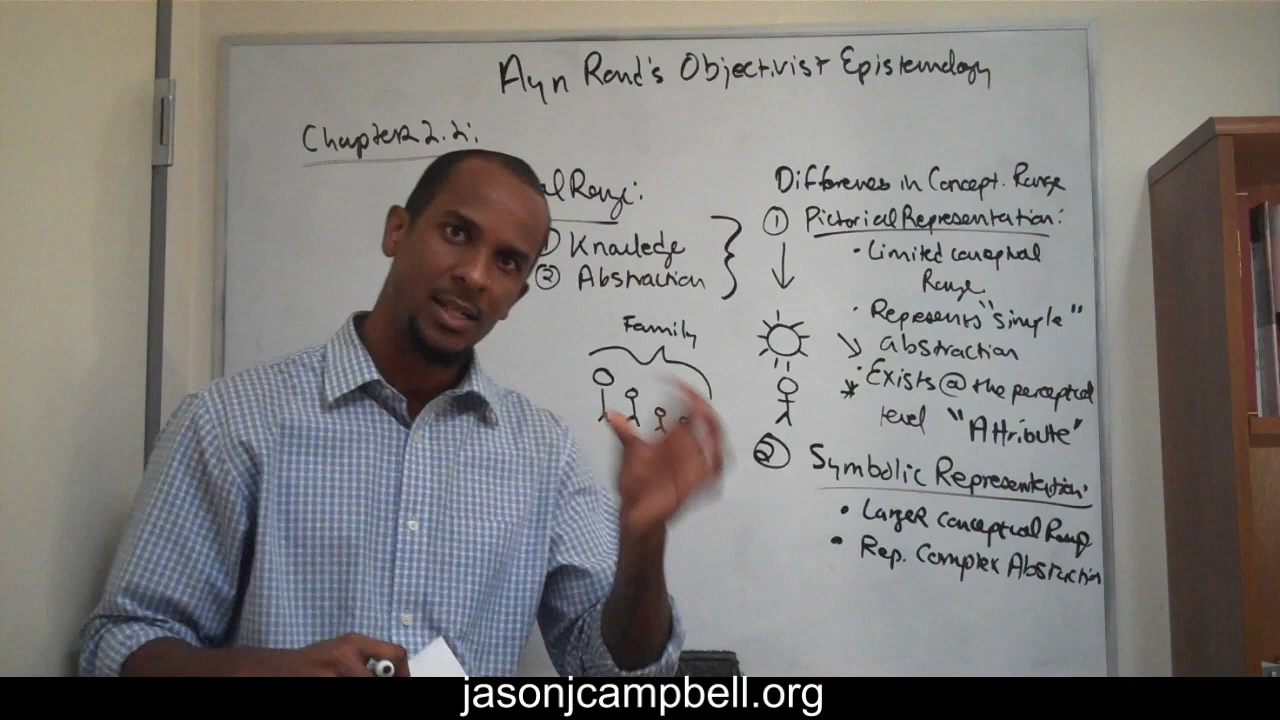 Ayn Rand's Objectivist Epistemology
Chapter 2.2:
al Range:
① Knowledge
② Abstraction
Family
Differences in Concept. Range
① Pictorial Representation:
• Limited conceptual
Range
• Represents "simple"
abstraction
• Exists @ the perceptual
level "Attribute"
② Symbolic Representation:
• Larger Conceptual Range
• Rep. Complex Abstraction
jasonjcampbell.org